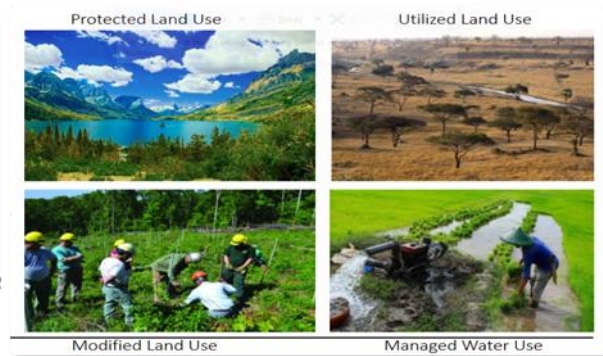 Protected Land Use
Utilized Land Use
Modified Land Use
Managed Water Use